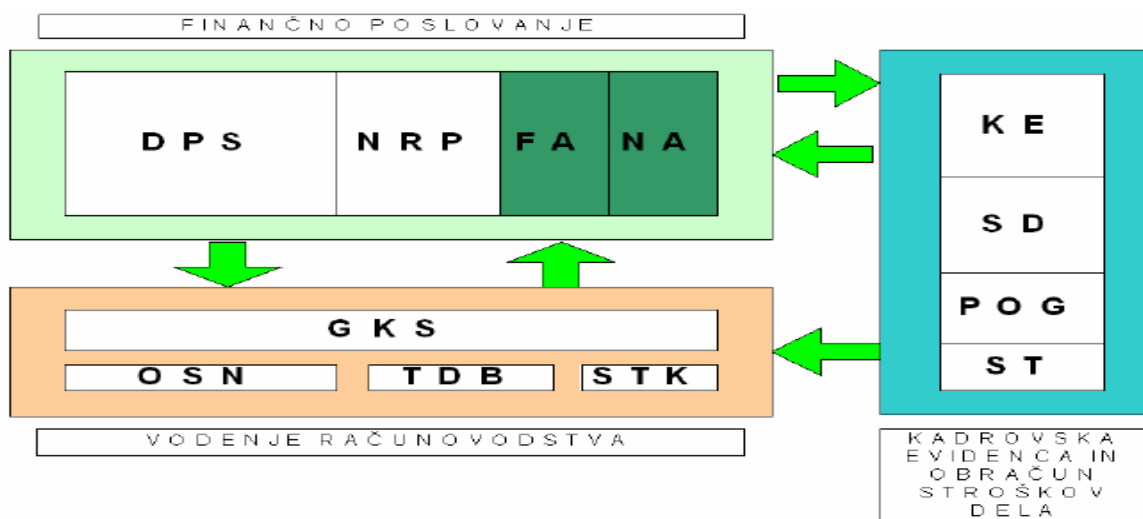 FINANČNO POSLOVANJE
DPS
NRP
FA
NA
GKS
OSN
TDB
STK
VODENJE RAČUNOVODSTVA
KE
SD
POG
ST
KADROVSKA
EVIDENCA IN
OBRAČUN
STROŠKOV
DELA